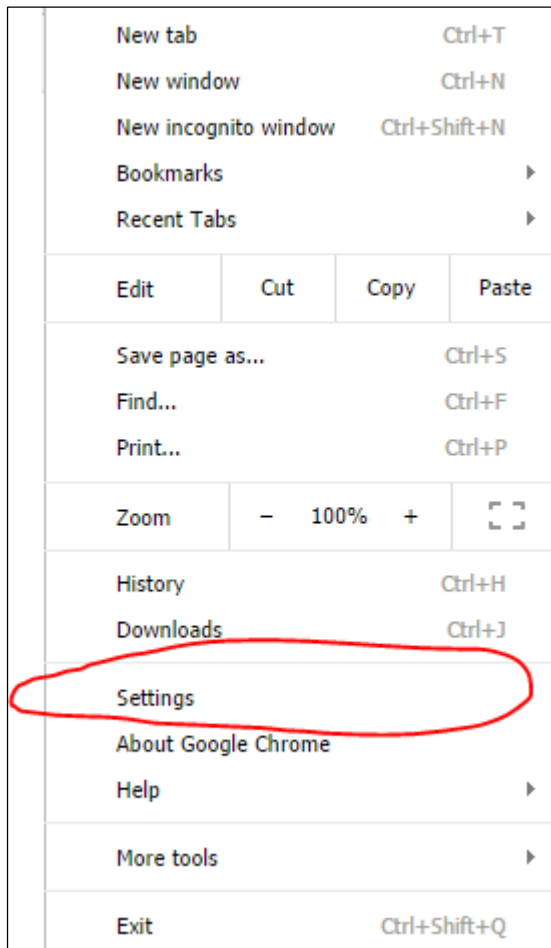 New tab Ctrl+T
New window Ctrl+N
New incognito window Ctrl+Shift+N
Bookmarks
Recent Tabs
Edit Cut Copy Paste
Save page as... Ctrl+S
Find... Ctrl+F
Print... Ctrl+P
Zoom − 100% +
History Ctrl+H
Downloads Ctrl+J
Settings
About Google Chrome
Help
More tools
Exit Ctrl+Shift+Q